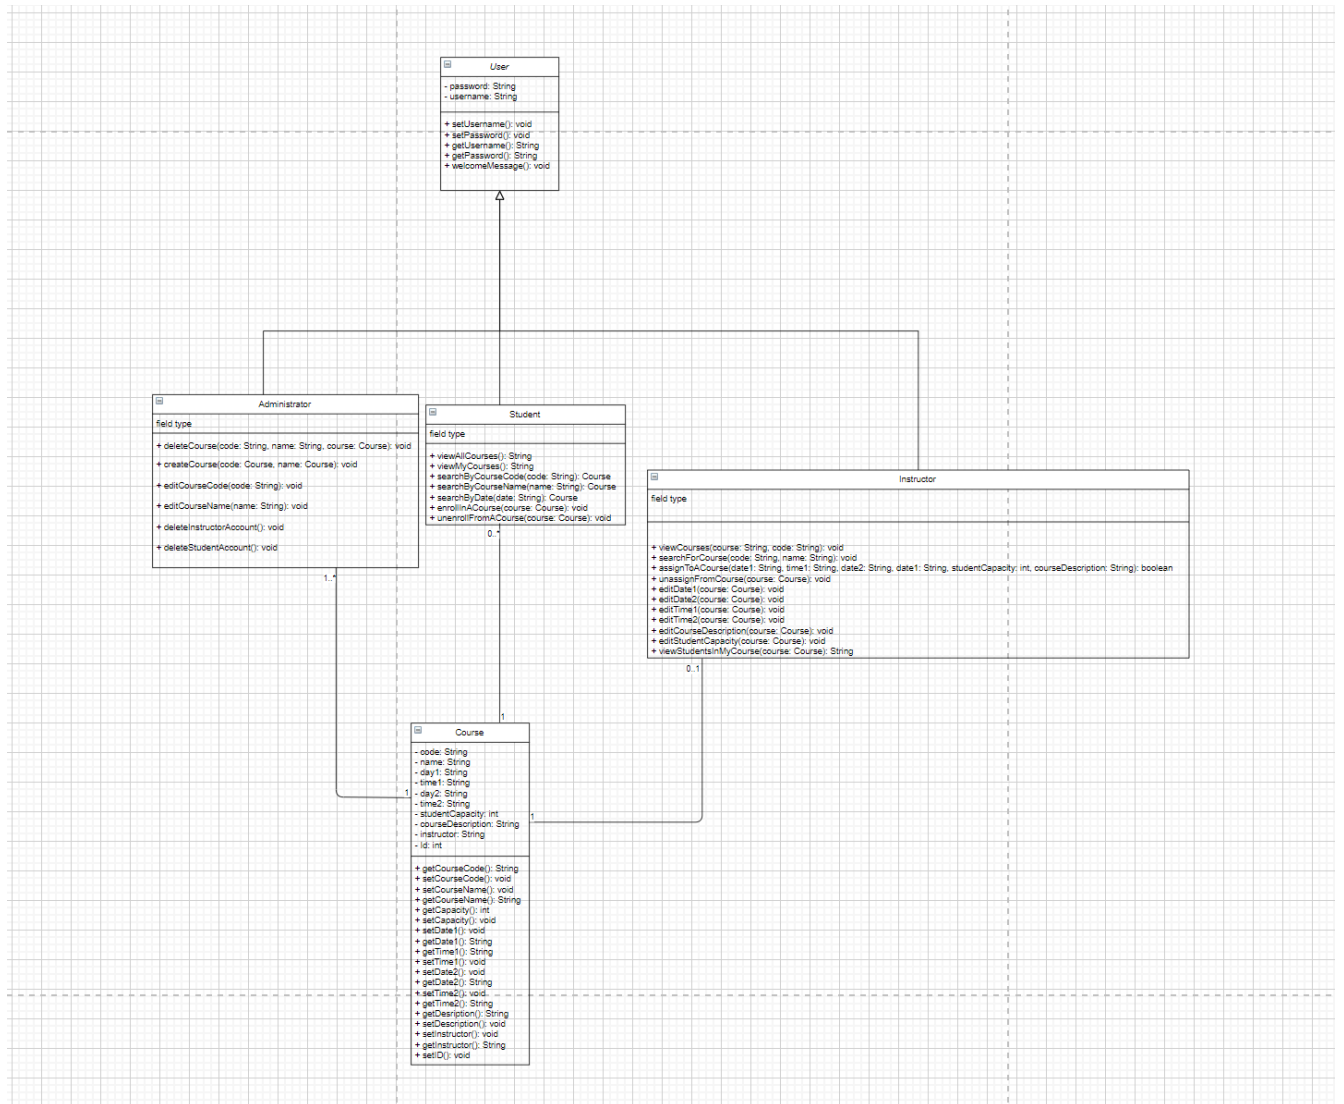 User
- password: String
- username: String
+ setUsername(): void
+ setPassword(): void
+ getUsername(): String
+ getPassword(): String
+ welcomeMessage(): void
Administrator
field type
+ deleteCourse(code: String, name: String, course: Course): void
+ createCourse(code: Course, name: Course): void
+ editCourseCode(code: String): void
+ editCourseName(name: String): void
+ deleteInstructorAccount(): void
+ deleteStudentAccount(): void
1..*
Student
field type
+ viewAllCourses(): String
+ viewMyCourses(): String
+ searchByCourseCode(code: String): Course
+ searchByCourseName(name: String): Course
+ searchByDate(date: String): Course
+ enrollInACourse(course: Course): void
+ unenrollFromACourse(course: Course): void
0..*
Instructor
field type
+ viewCourses(course: String, code: String): void
+ searchForCourse(code: String, name: String): void
+ assignToACourse(date1: String, time1: String, date2: String, date1: String, studentCapacity: int, courseDescription: String): boolean
+ unassignFromCourse(course: Course): void
+ editDate1(course: Course): void
+ editDate2(course: Course): void
+ editTime1(course: Course): void
+ editTime2(course: Course): void
+ editCourseDescription(course: Course): void
+ editStudentCapacity(course: Course): void
+ viewStudentsInMyCourse(course: Course): String
0..1
1
1
1
Course
- code: String
- name: String
- day1: String
- time1: String
- day2: String
- time2: String
- studentCapacity: int
- courseDescription: String
- instructor: String
- Id: int
+ getCourseCode(): String
+ setCourseCode(): void
+ setCourseName(): void
+ getCourseName(): String
+ getCapacity(): int
+ setCapacity(): void
+ setDate1(): void
+ getDate1(): String
+ getTime1(): String
+ setTime1(): void
+ setDate2(): void
+ getDate2(): String
+ setTime2(): void
+ getTime2(): String
+ getDesription(): String
+ setDescription(): void
+ setInstructor(): void
+ getInstructor(): String
+ setID(): void